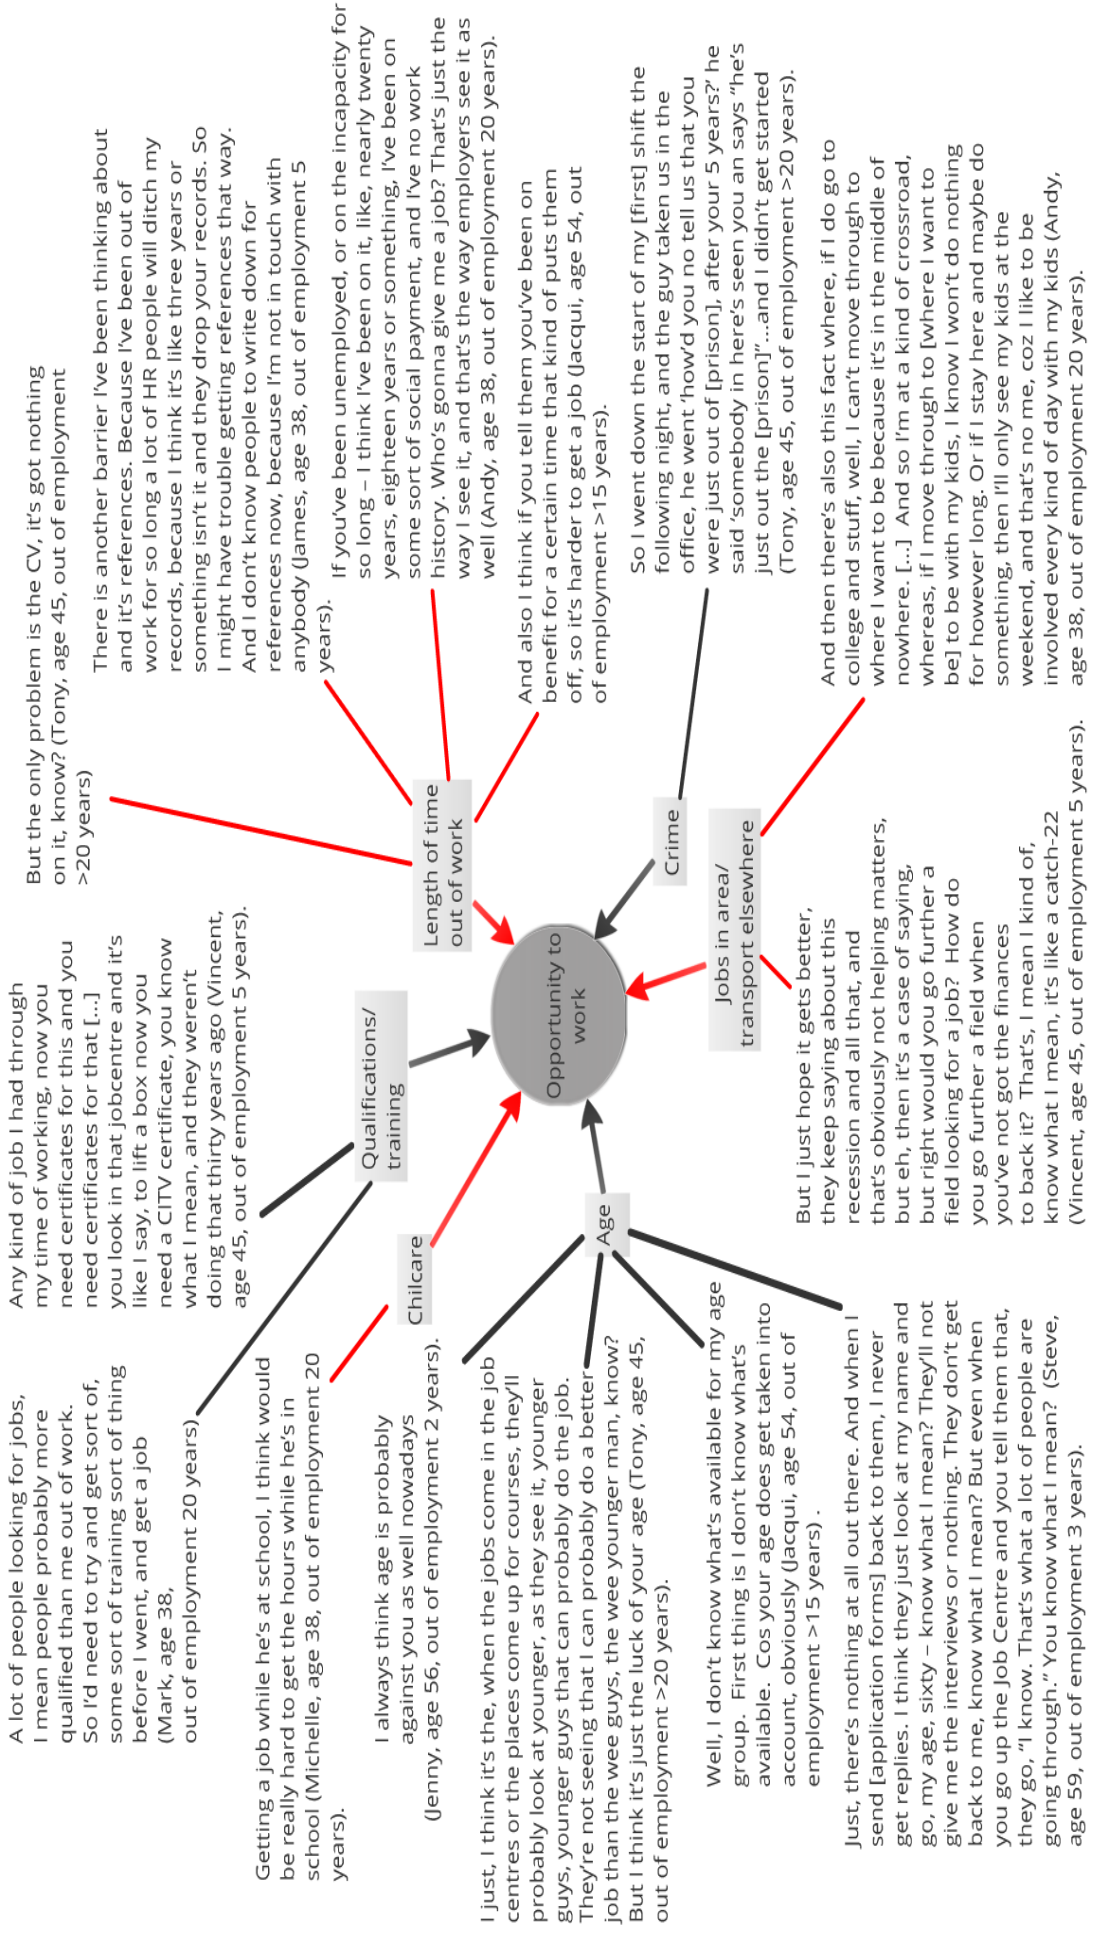 A lot of people looking for jobs,
I mean people probably more
qualified than me out of work.
So I'd need to try and get sort of,
some sort of training sort of thing
before I went, and get a job
(Mark, age 38,
out of employment 20 years)
Any kind of job I had through
my time of working, now you
need certificates for this and you
need certificates for that [...]
you look in that jobcentre and it's
like I say, to lift a box now you
need a CITV certificate, you know
what I mean, and they weren't
doing that thirty years ago (Vincent,
age 45, out of employment 5 years).
But the only problem is the CV, it's got nothing
on it, know? (Tony, age 45, out of employment
>20 years)
There is another barrier I've been thinking about
and it's references. Because I've been out of
work for so long a lot of HR people will ditch my
records, because I think it's like three years or
something isn't it and they drop your records. So
I might have trouble getting references that way.
And I don't know people to write down for
references now, because I'm not in touch with
anybody (James, age 38, out of employment 5
years).
Getting a job while he's at school, I think would
be really hard to get the hours while he's in
school (Michelle, age 38, out of employment 20
years).
Qualifications/
training
Length of time
out of work
If you've been unemployed, or on the incapacity for
so long – I think I've been on it, like, nearly twenty
years, eighteen years or something, I've been on
some sort of social payment, and I've no work
history. Who's gonna give me a job? That's just the
way I see it, and that's the way employers see it as
well (Andy, age 38, out of employment 20 years).
Chilcare
I always think age is probably
against you as well nowadays
(Jenny, age 56, out of employment 2 years).
And also I think if you tell them you've been on
benefit for a certain time that kind of puts them
off, so it's harder to get a job (Jacqui, age 54, out
of employment >15 years).
Opportunity to
work
I just, I think it's the, when the jobs come in the job
centres or the places come up for courses, they'll
probably look at younger, as they see it, younger
guys, younger guys that can probably do the job.
They're not seeing that I can probably do a better
job than the wee guys, the wee younger man, know?
But I think it's just the luck of your age (Tony, age 45,
out of employment >20 years).
Age
Crime
So I went down the start of my [first] shift the
following night, and the guy taken us in the
office, he went 'how'd you no tell us that you
were just out of [prison], after your 5 years?' he
said 'somebody in here's seen you an says "he's
just out the [prison]"...and I didn't get started
(Tony, age 45, out of employment >20 years).
Jobs in area/
transport elsewhere
Well, I don't know what's available for my age
group.  First thing is I don't know what's
available.  Cos your age does get taken into
account, obviously (Jacqui, age 54, out of
employment >15 years) .
But I just hope it gets better,
they keep saying about this
recession and all that, and
that's obviously not helping matters,
but eh, then it's a case of saying,
but right would you go further a
field looking for a job?  How do
you go further a field when
you've not got the finances
to back it?  That's, I mean I kind of,
know what I mean, it's like a catch-22
(Vincent, age 45, out of employment 5 years).
And then there's also this fact where, if I do go to
college and stuff, well, I can't move through to
where I want to be because it's in the middle of
nowhere. [...]  And so I'm at a kind of crossroad,
whereas, if I move through to [where I want to
be] to be with my kids, I know I won't do nothing
for however long. Or if I stay here and maybe do
something, then I'll only see my kids at the
weekend, and that's no me, coz I like to be
involved every kind of day with my kids (Andy,
age 38, out of employment 20 years).
Just, there's nothing at all out there. And when I
send [application forms] back to them, I never
get replies. I think they just look at my name and
go, my age, sixty – know what I mean? They'll not
give me the interviews or nothing. They don't get
back to me, know what I mean? But even when
you go up the Job Centre and you tell them that,
they go, "I know. That's what a lot of people are
going through." You know what I mean?  (Steve,
age 59, out of employment 3 years).